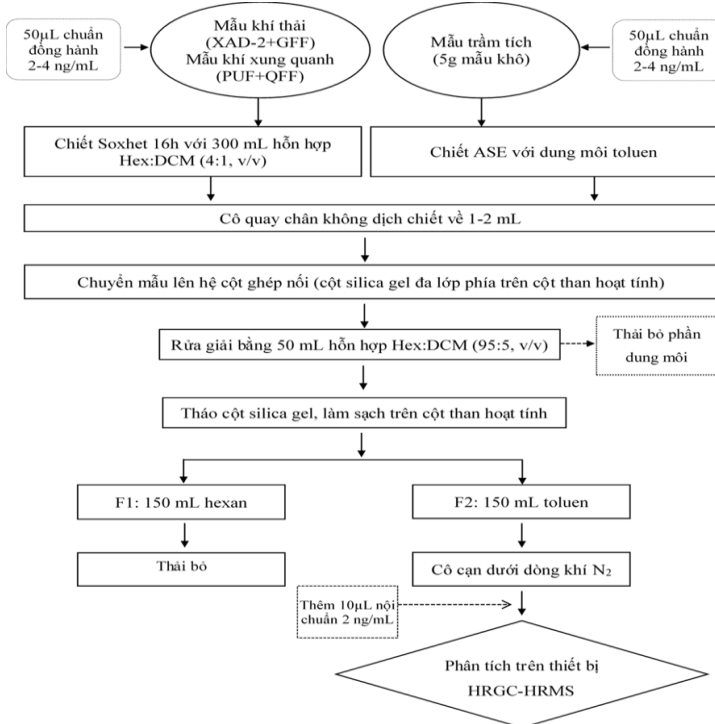 50µL chuẩn
đồng hành
2-4 ng/mL
Mẫu khí thải
(XAD-2+GFF)
Mẫu khí xung quanh
(PUF+QFF)
Mẫu trầm tích
(5g mẫu khô)
50µL chuẩn
đồng hành
2-4 ng/mL
Chiết Soxhet 16h với 300 mL hỗn hợp
Hex:DCM (4:1, v/v)
Chiết ASE với dung môi toluen
Cô quay chân không dịch chiết về 1-2 mL
Chuyển mẫu lên hệ cột ghép nối (cột silica gel đa lớp phía trên cột than hoạt tính)
Rửa giải bằng 50 mL hỗn hợp Hex:DCM (95:5, v/v)
Thải bỏ phần
dung môi
Tháo cột silica gel, làm sạch trên cột than hoạt tính
F1: 150 mL hexan
F2: 150 mL toluen
Thải bỏ
Cô cạn dưới dòng khí N₂
Thêm 10µL nội
chuẩn 2 ng/mL
Phân tích trên thiết bị
HRGC-HRMS